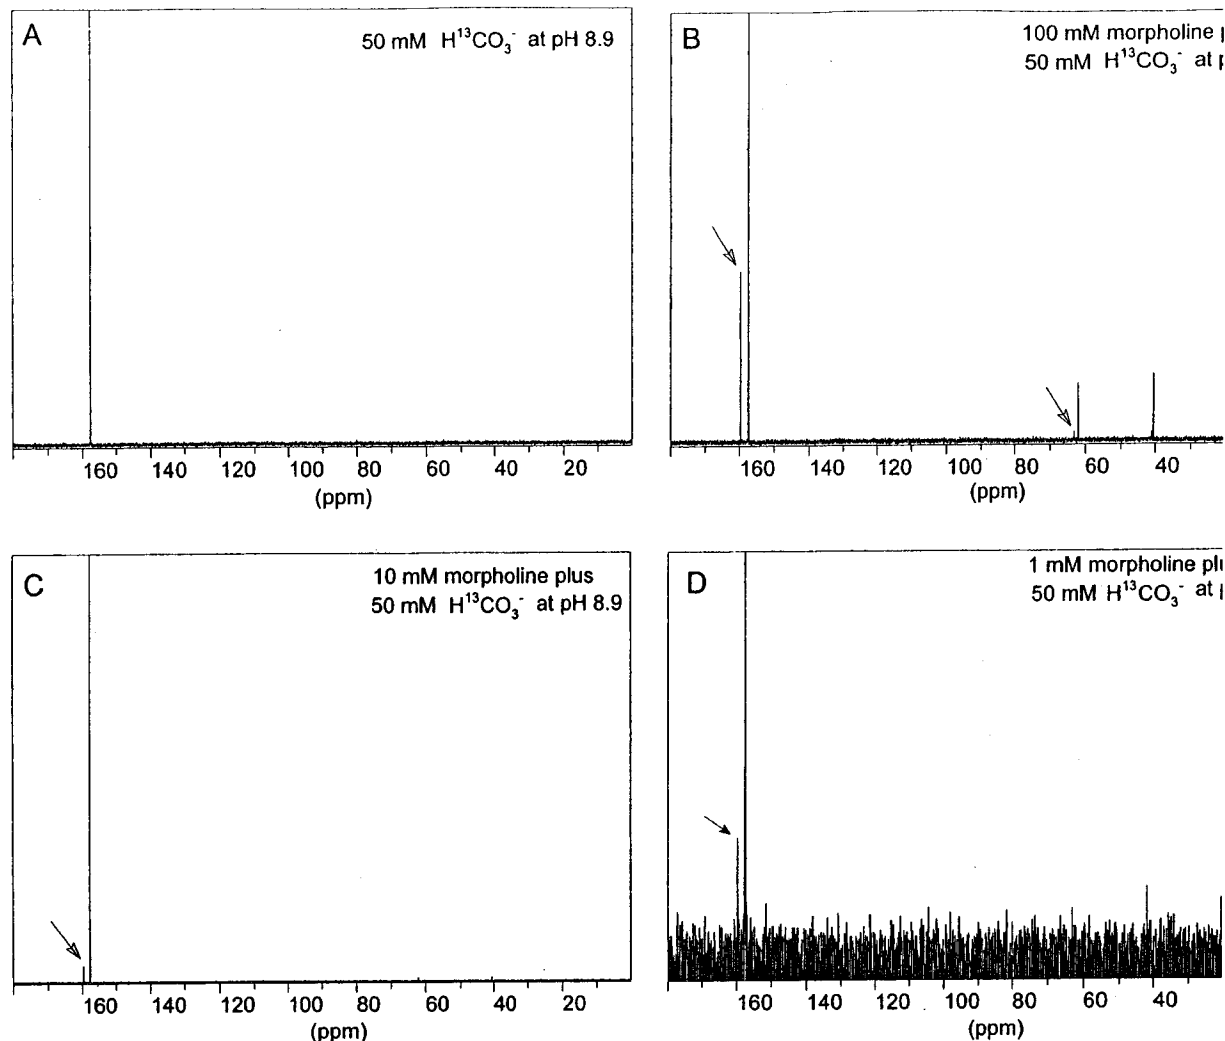 A
50 mM H¹³CO₃⁻ at pH 8.9
160 140 120 100 80 60 40 20
(ppm)
B
100 mM morpholine
50 mM H¹³CO₃⁻ at
160 140 120 100 80 60 40
(ppm)
C
10 mM morpholine plus
50 mM H¹³CO₃⁻ at pH 8.9
160 140 120 100 80 60 40 20
(ppm)
D
1 mM morpholine
50 mM H¹³CO₃⁻ at
160 140 120 100 80 60 40
(ppm)